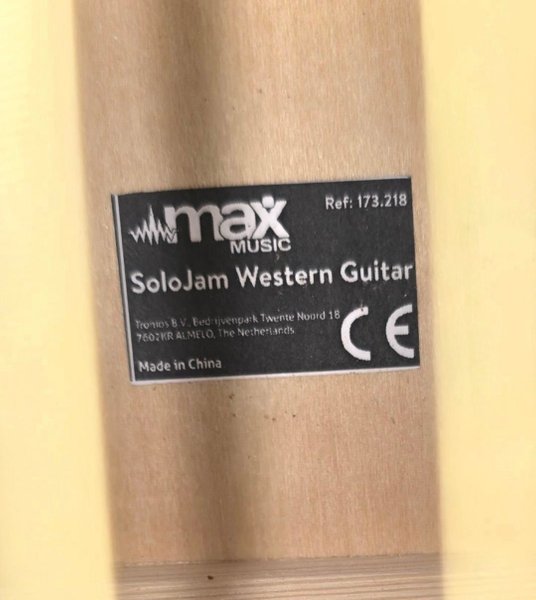 max
MUSIC
Ref: 173.218
SoloJam Western Guitar
Tronios B.V., Bedrijvenpark Twente Noord 18
7602KR ALMELO, The Netherlands
CE
Made in China